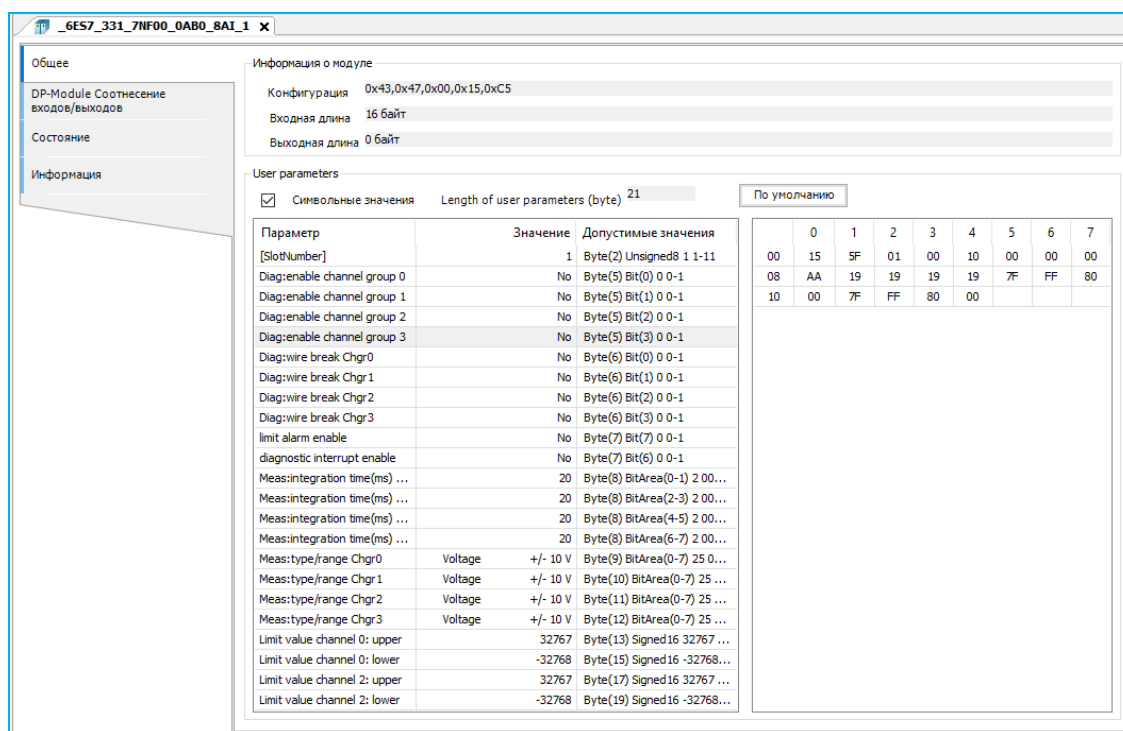 _6ES7_331_7NF00_0AB0_8AI_1 X
Общее
DP-Module Соотнесение
входов/выходов
Состояние
Информация
Информация о модуле
Конфигурация 0x43,0x47,0x00,0x15,0xC5
Входная длина 16 байт
Выходная длина 0 байт
User parameters
Символьные значения Length of user parameters (byte) 21 По умолчанию
Параметр Значение Допустимые значения
[SlotNumber] 1 Byte(2) Unsigned8 1 1-11
Diag:enable channel group 0 No Byte(5) Bit(0) 0 0-1
Diag:enable channel group 1 No Byte(5) Bit(1) 0 0-1
Diag:enable channel group 2 No Byte(5) Bit(2) 0 0-1
Diag:enable channel group 3 No Byte(5) Bit(3) 0 0-1
Diag:wire break Chgr0 No Byte(6) Bit(0) 0 0-1
Diag:wire break Chgr1 No Byte(6) Bit(1) 0 0-1
Diag:wire break Chgr2 No Byte(6) Bit(2) 0 0-1
Diag:wire break Chgr3 No Byte(6) Bit(3) 0 0-1
limit alarm enable No Byte(7) Bit(7) 0 0-1
diagnostic interrupt enable No Byte(7) Bit(6) 0 0-1
Meas:integration time(ms) ... 20 Byte(8) BitArea(0-1) 2 00...
Meas:integration time(ms) ... 20 Byte(8) BitArea(2-3) 2 00...
Meas:integration time(ms) ... 20 Byte(8) BitArea(4-5) 2 00...
Meas:integration time(ms) ... 20 Byte(8) BitArea(6-7) 2 00...
Meas:type/range Chgr0 Voltage +/- 10 V Byte(9) BitArea(0-7) 25 0...
Meas:type/range Chgr1 Voltage +/- 10 V Byte(10) BitArea(0-7) 25 ...
Meas:type/range Chgr2 Voltage +/- 10 V Byte(11) BitArea(0-7) 25 ...
Meas:type/range Chgr3 Voltage +/- 10 V Byte(12) BitArea(0-7) 25 ...
Limit value channel 0: upper 32767 Byte(13) Signed16 32767 ...
Limit value channel 0: lower -32768 Byte(15) Signed16 -32768...
Limit value channel 2: upper 32767 Byte(17) Signed16 32767 ...
Limit value channel 2: lower -32768 Byte(19) Signed16 -32768...
0 1 2 3 4 5 6 7
00 15 5F 01 00 10 00 00 00
08 AA 19 19 19 19 7F FF 80
10 00 7F FF 80 00